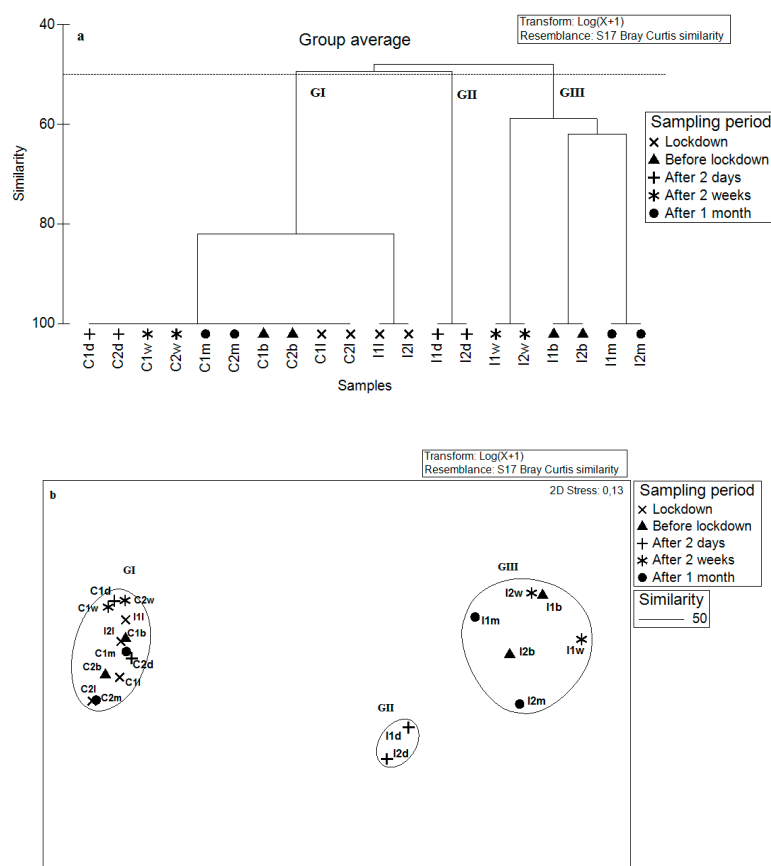 40
60
80
100
Similarity
a
Group average
Transform: Log(X+1)
Resemblance: S17 Bray Curtis similarity
GI
GII
GIII
Sampling period
Lockdown
Before lockdown
After 2 days
After 2 weeks
After 1 month
C1d
C2d
C1w
C2w
C1m
C2m
C1b
C2b
C1l
C2l
I1l
I2l
I1d
I2d
I1w
I2w
I1b
I2b
I1m
I2m
Samples
Transform: Log(X+1)
Resemblance: S17 Bray Curtis similarity
b
2D Stress: 0,13
Sampling period
Lockdown
Before lockdown
After 2 days
After 2 weeks
After 1 month
Similarity
50
GI
C1d
C2w
C1w
I1l
I2l
C1b
C1m
C2d
C2b
C1l
C2l
C2m
GII
I1d
I2d
GIII
I2w
I1b
I1m
I2b
I1w
I2m